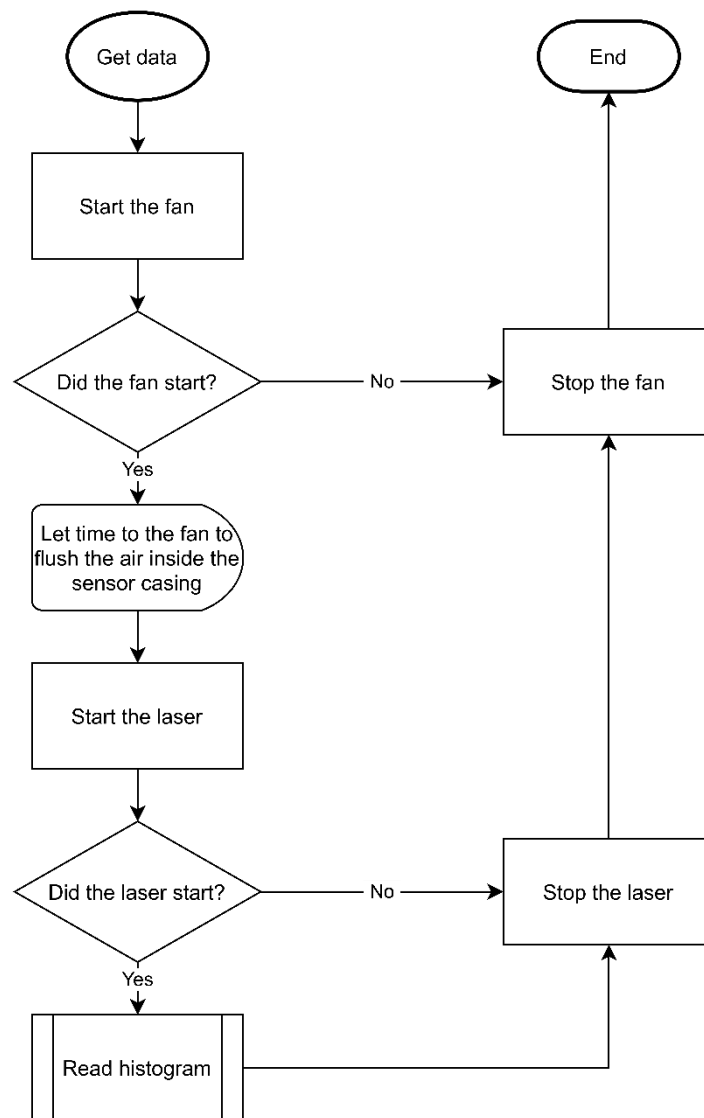 Get data
End
Start the fan
Did the fan start?
No
Stop the fan
Yes
Let time to the fan to
flush the air inside the
sensor casing
Start the laser
Did the laser start?
No
Stop the laser
Yes
Read histogram